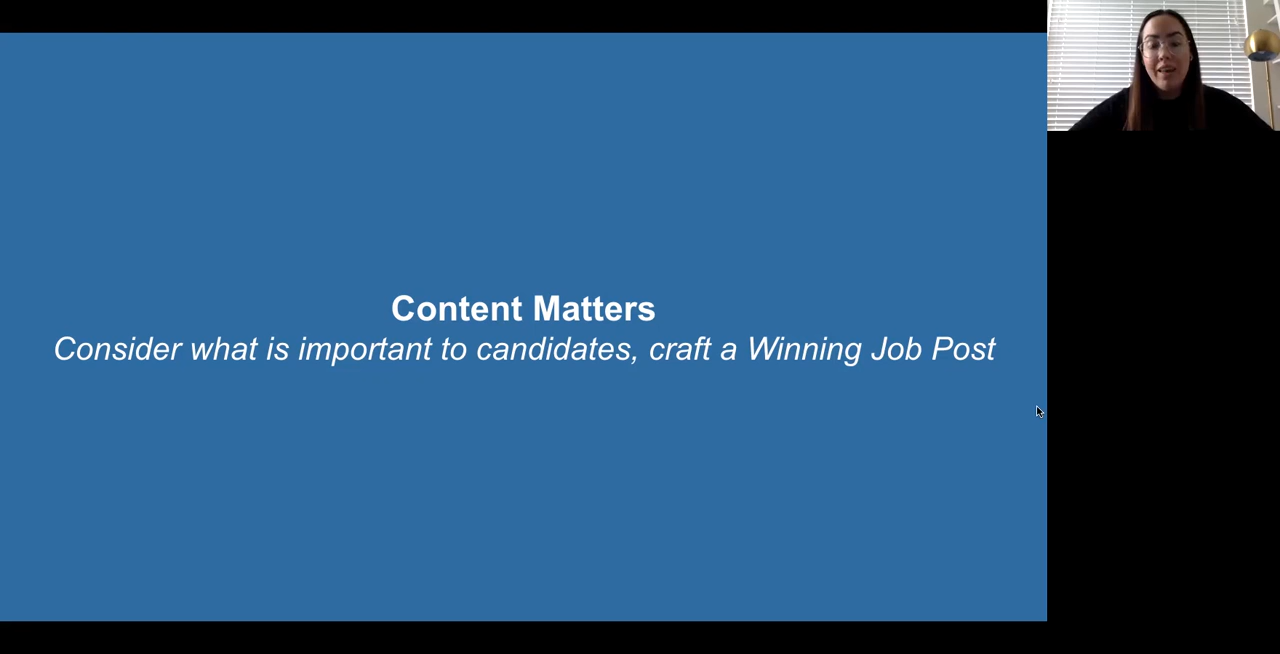 Content Matters
Consider what is important to candidates, craft a Winning Job Post